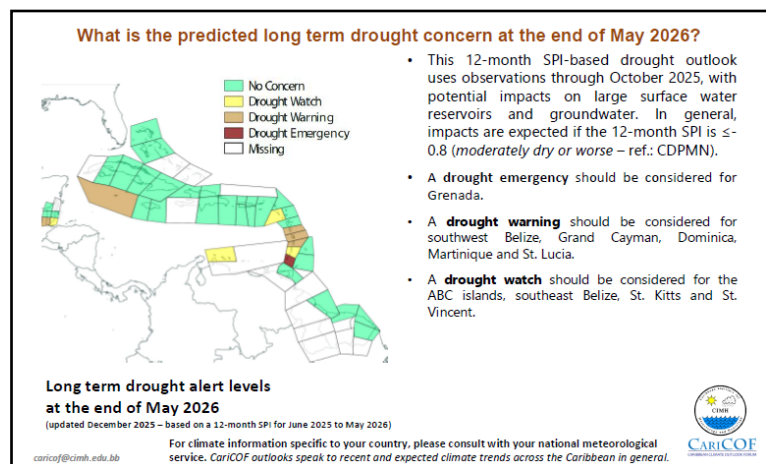 What is the predicted long term drought concern at the end of May 2026?
No Concern
Drought Watch
Drought Warning
Drought Emergency
Missing
• This 12-month SPI-based drought outlook
uses observations through October 2025, with
potential impacts on large surface water
reservoirs and groundwater. In general,
impacts are expected if the 12-month SPI is ≤-
0.8 (moderately dry or worse – ref.: CDPMN).
• A drought emergency should be considered for
Grenada.
• A drought warning should be considered for
southwest Belize, Grand Cayman, Dominica,
Martinique and St. Lucia.
• A drought watch should be considered for the
ABC islands, southeast Belize, St. Kitts and St.
Vincent.
Long term drought alert levels
at the end of May 2026
(updated December 2025 – based on a 12-month SPI for June 2025 to May 2026)
For climate information specific to your country, please consult with your national meteorological
service. CariCOF outlooks speak to recent and expected climate trends across the Caribbean in general.
caricof@cimh.edu.bb
CIMH
CARICOF
CARIBBEAN CLIMATE OUTLOOK FORUM